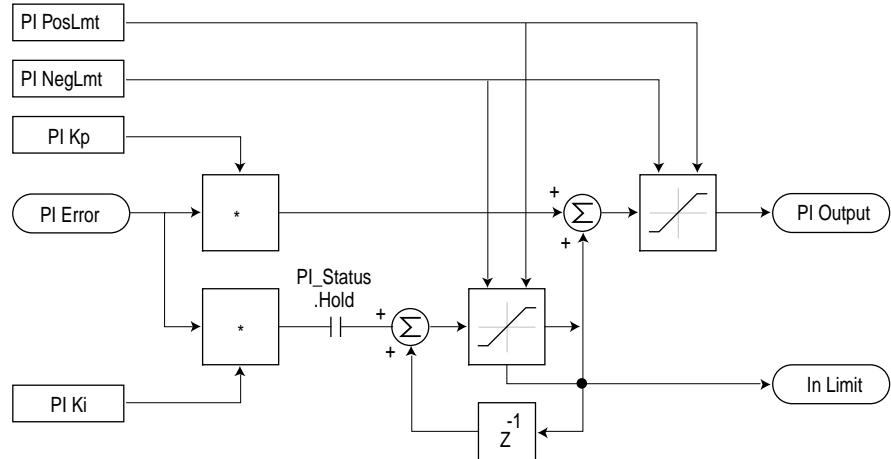 PI PosLmt
PI NegLmt
PI Kp
*
+
PI Error
Σ
PI Output
+
PI_Status
.Hold
*
+
Σ
+
In Limit
PI Ki
Z-1